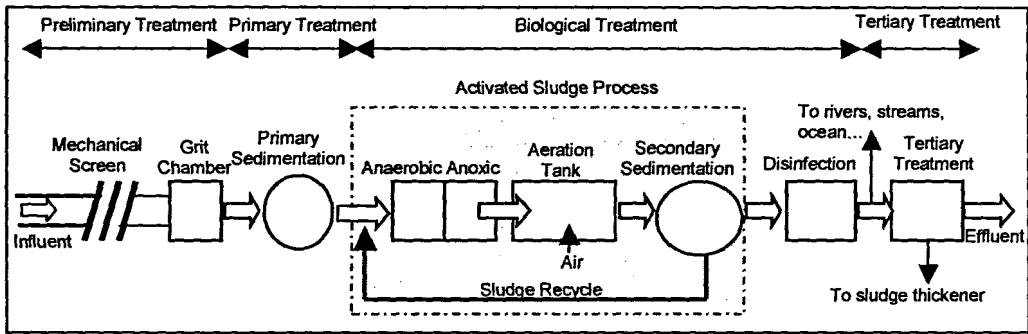 Preliminary Treatment Primary Treatment Biological Treatment Tertiary Treatment
Activated Sludge Process
To rivers, streams,
ocean...
Mechanical
Screen
Grit
Chamber
Primary
Sedimentation
Anaerobic Anoxic
Aeration
Tank
Secondary
Sedimentation
Disinfection
Tertiary
Treatment
Influent
Air
Effluent
Sludge Recycle
To sludge thickener